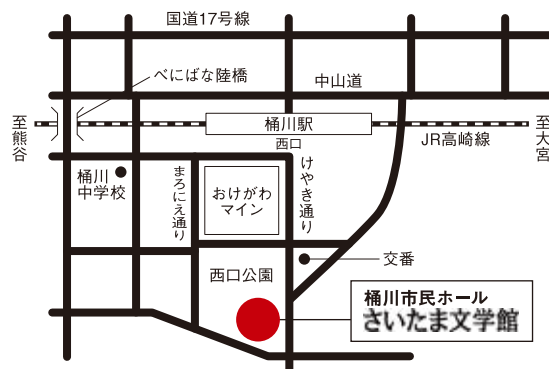 国道17号線
べにばな陸橋
中山道
至熊谷
桶川駅
西口
JR高崎線
至大宮
桶川
中学校
まろにえ通り
おけがわ
マイン
けやき通り
交番
西口公園
桶川市民ホール
さいたま文学館